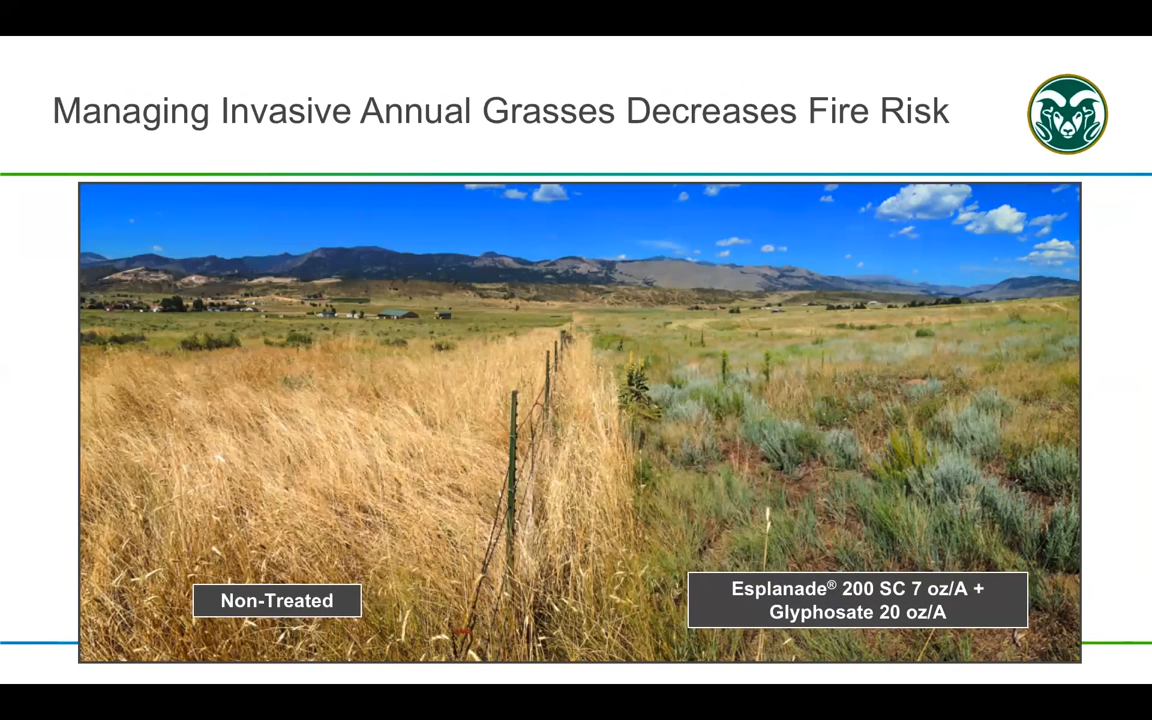 Managing Invasive Annual Grasses Decreases Fire Risk
Non-Treated
Esplanade® 200 SC 7 oz/A +
Glyphosate 20 oz/A